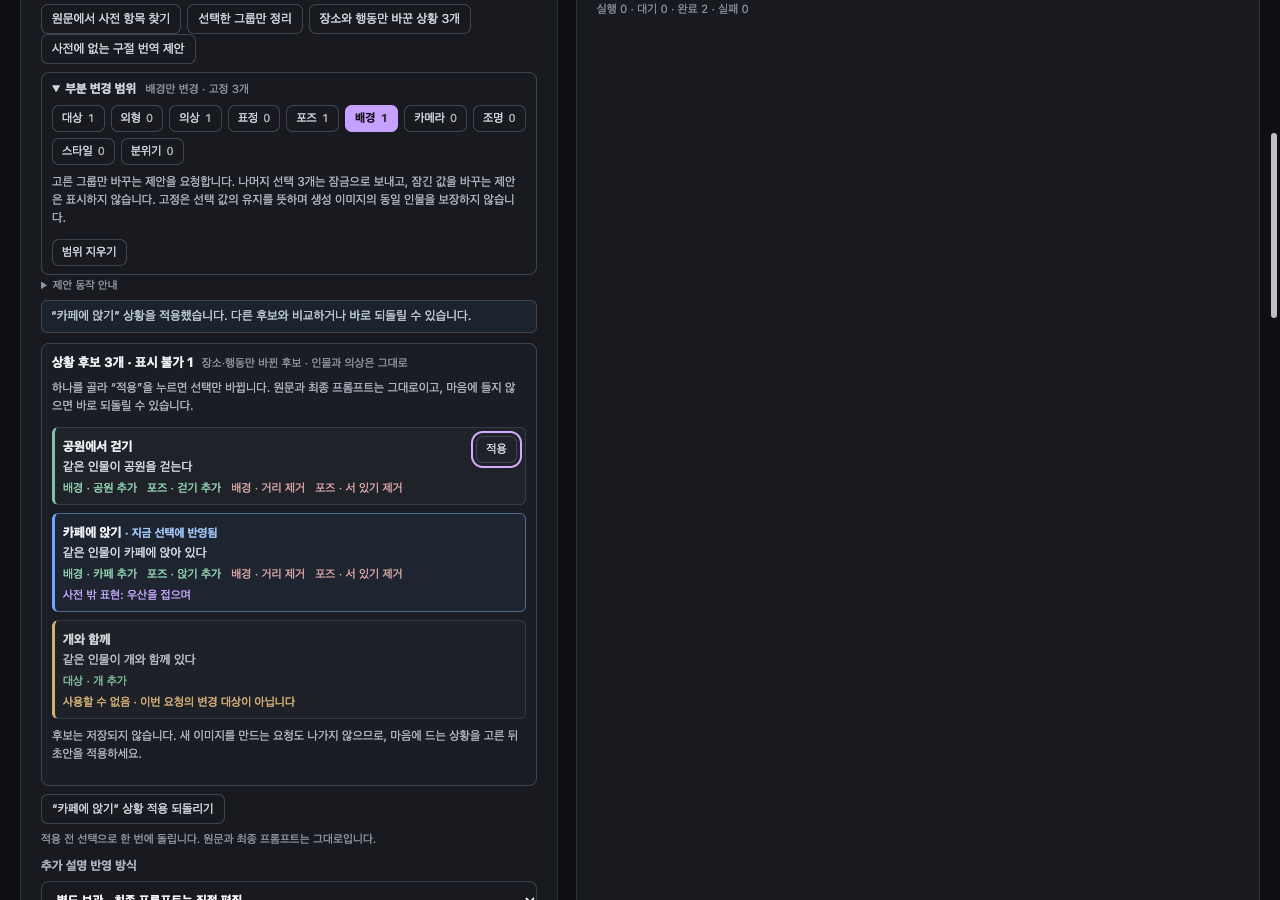 원문에서 사전 항목 찾기 선택한 그룹만 정리 장소와 행동만 바꾼 상황 3개
사전에 없는 구절 번역 제안
▼ 부분 변경 범위 배경만 변경 · 고정 3개
대상 1 외형 0 의상 1 표정 0 포즈 1 배경 1 카메라 0 조명 0
스타일 0 분위기 0
고른 그룹만 바꾸는 제안을 요청합니다. 나머지 선택 3개는 잠금으로 보내고, 잠긴 값을 바꾸는 제안
은 표시하지 않습니다. 고정은 선택 값의 유지를 뜻하며 생성 이미지의 동일 인물을 보장하지 않습니
다.
범위 지우기
▶ 제안 동작 안내
“카페에 앉기” 상황을 적용했습니다. 다른 후보와 비교하거나 바로 되돌릴 수 있습니다.
상황 후보 3개 · 표시 불가 1 장소·행동만 바뀐 후보 · 인물과 의상은 그대로
하나를 골라 “적용”을 누르면 선택만 바뀝니다. 원문과 최종 프롬프트는 그대로이고, 마음에 들지 않
으면 바로 되돌릴 수 있습니다.
공원에서 걷기
적용
같은 인물이 공원을 걷는다
배경 · 공원 추가 포즈 · 걷기 추가 배경 · 거리 제거 포즈 · 서 있기 제거
카페에 앉기 · 지금 선택에 반영됨
같은 인물이 카페에 앉아 있다
배경 · 카페 추가 포즈 · 앉기 추가 배경 · 거리 제거 포즈 · 서 있기 제거
사전 밖 표현: 우산을 접으며
개와 함께
같은 인물이 개와 함께 있다
대상 · 개 추가
사용할 수 없음 · 이번 요청의 변경 대상이 아닙니다
후보는 저장되지 않습니다. 새 이미지를 만드는 요청도 나가지 않으므로, 마음에 드는 상황을 고른 뒤
초안을 적용하세요.
“카페에 앉기” 상황 적용 되돌리기
적용 전 선택으로 한 번에 돌립니다. 원문과 최종 프롬프트는 그대로입니다.
추가 설명 반영 방식
별도 보관 · 최종 프롬프트는 직접 편집
실행 0 · 대기 0 · 완료 2 · 실패 0